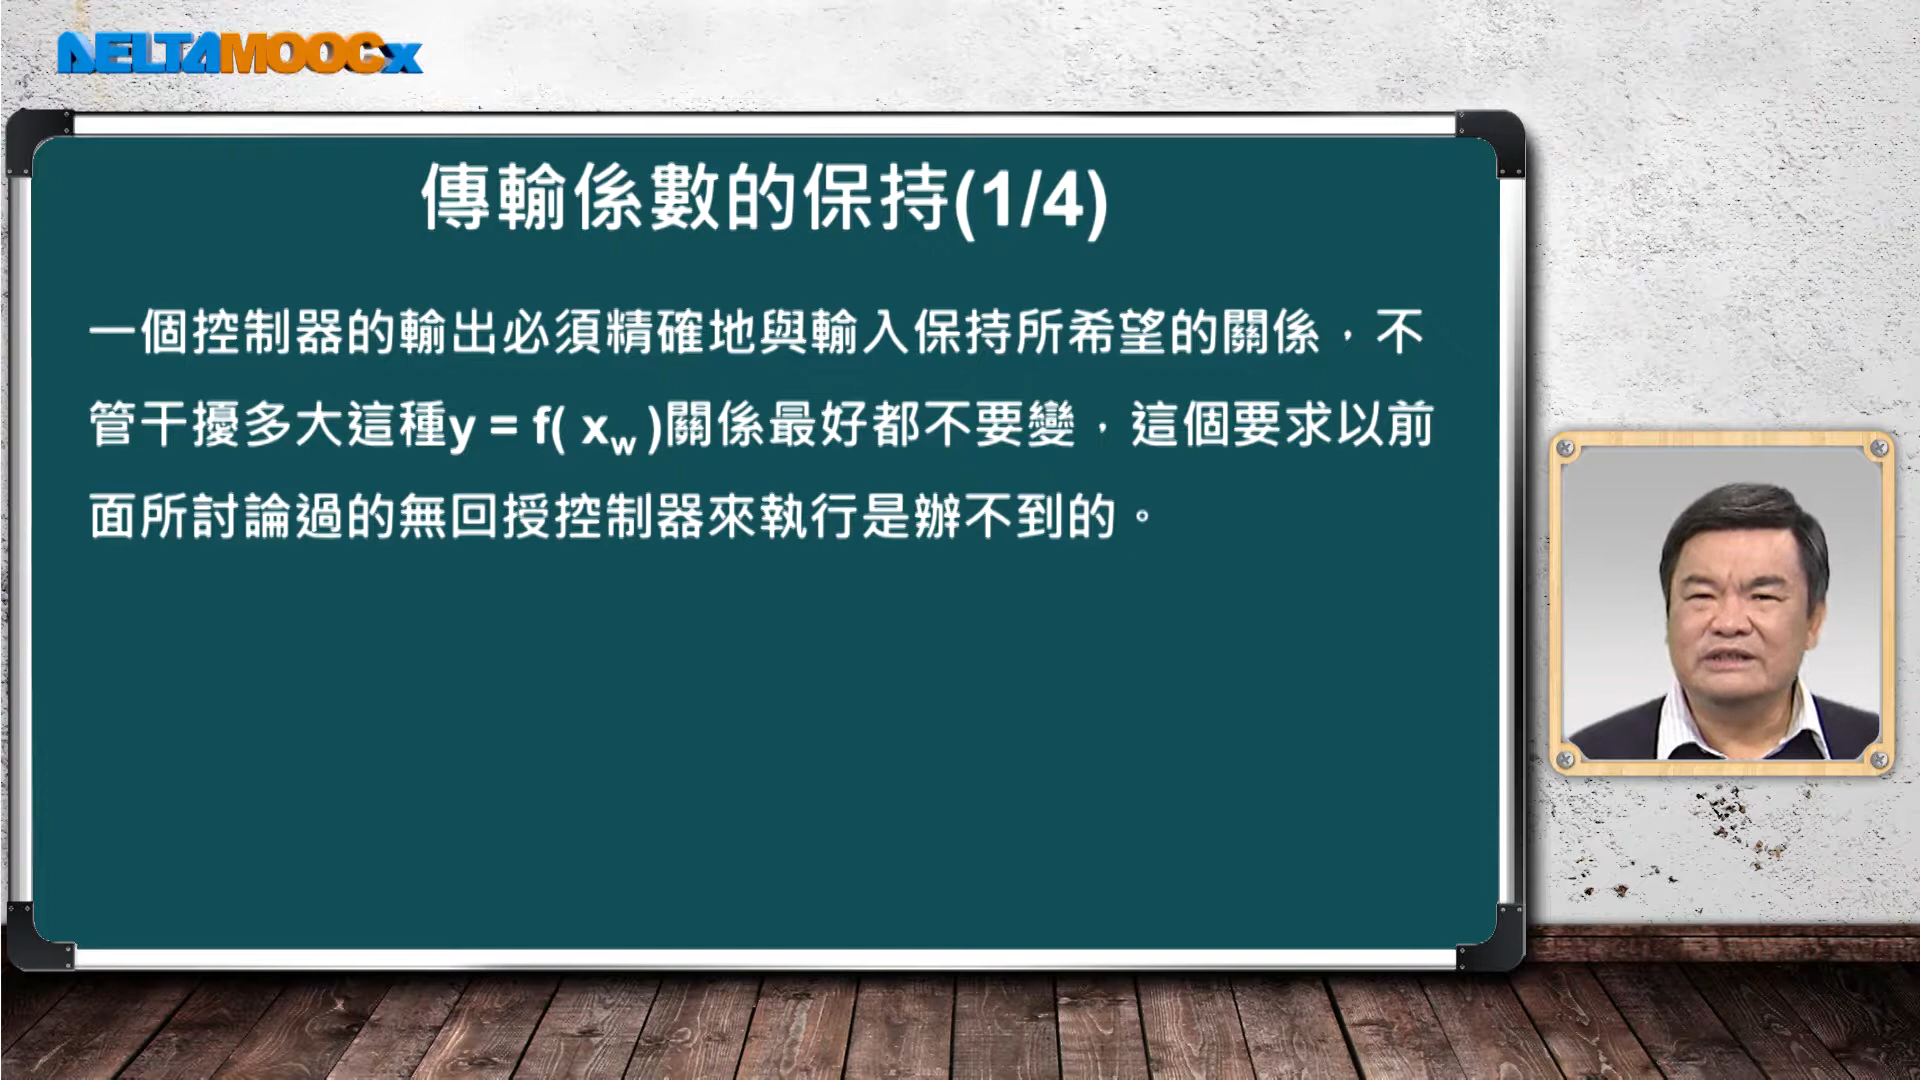 DELTAMOOCx
傳輸係數的保持(1/4)
一個控制器的輸出必須精確地與輸入保持所希望的關係，不
管干擾多大這種y = f( xw )關係最好都不要變，這個要求以前
面所討論過的無回授控制器來執行是辦不到的。